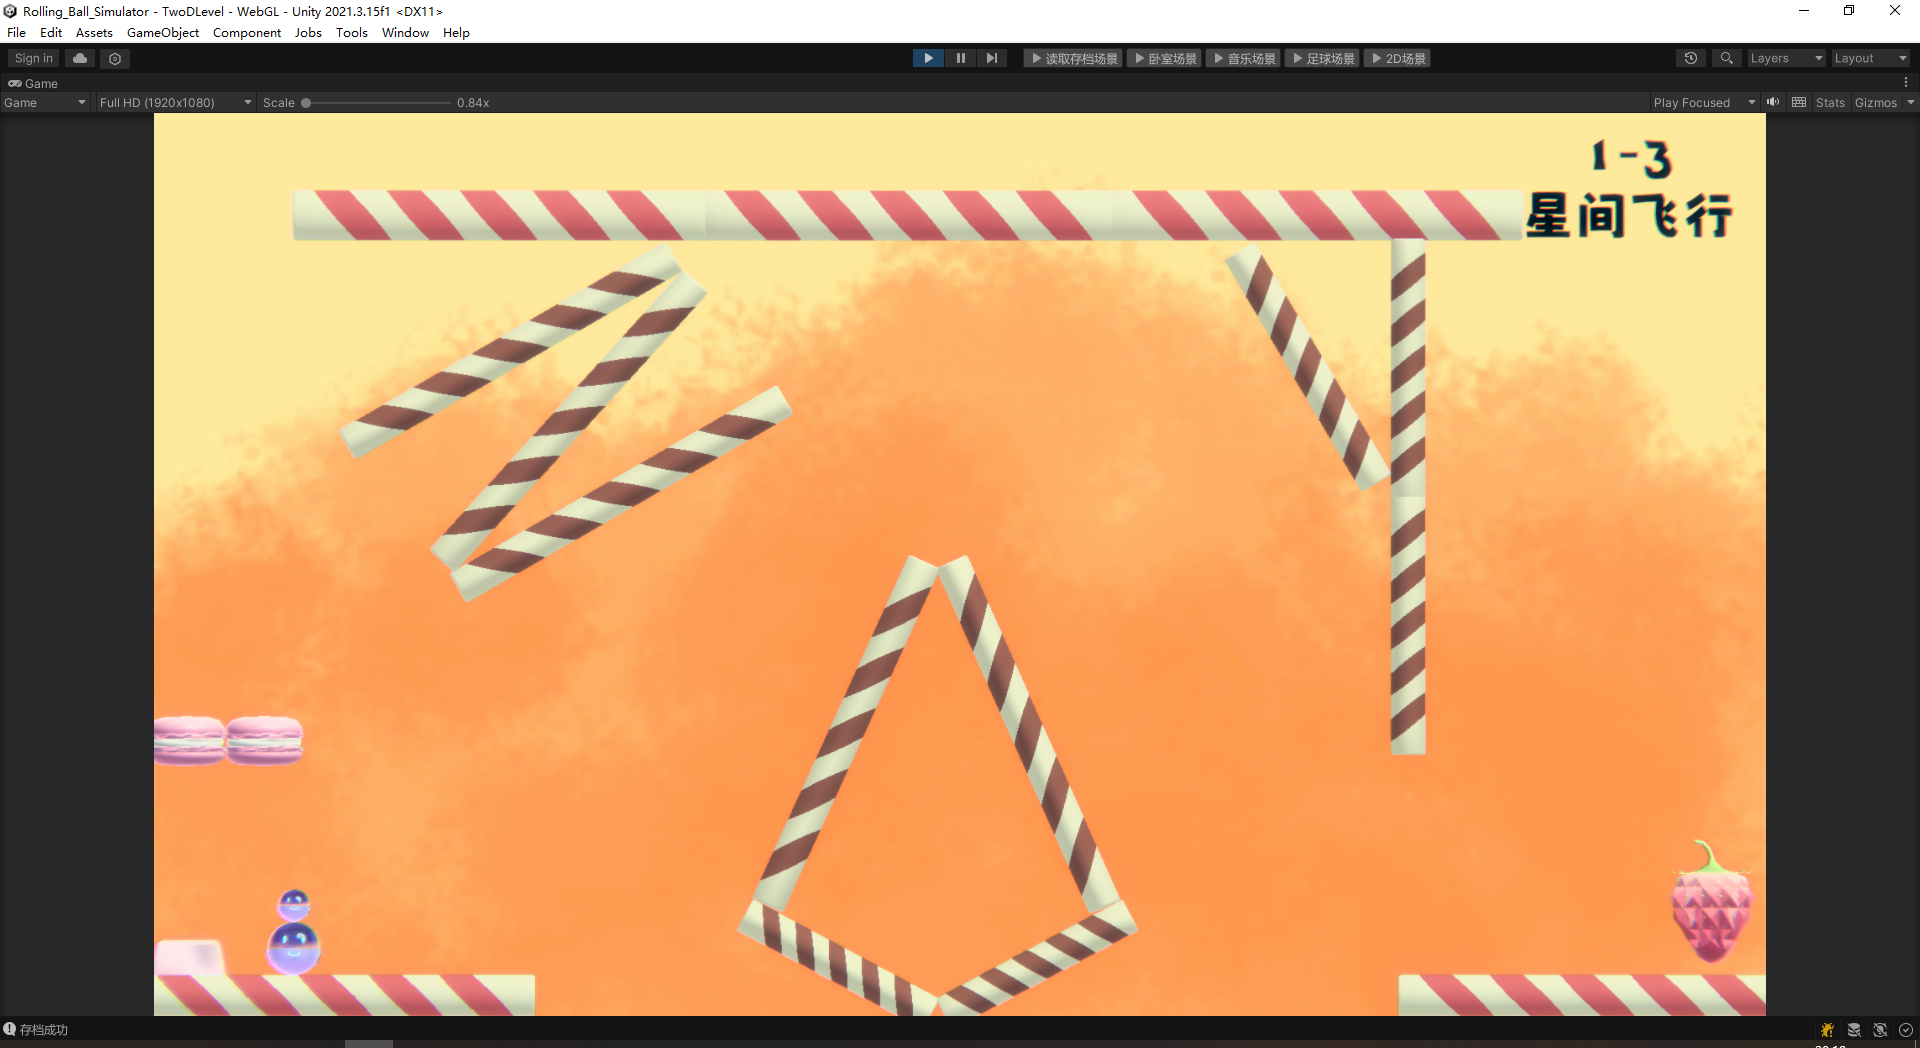 Rolling_Ball_Simulator - TwoDLevel - WebGL - Unity 2021.3.15f1 <DX11>
File Edit Assets GameObject Component Jobs Tools Window Help
Sign in 读取存档场景 卧室场景 音乐场景 足球场景 2D场景 Layers Layout
Game
Game Full HD (1920x1080) Scale 0.84x Play Focused Stats Gizmos
1-3
星间飞行
存档成功